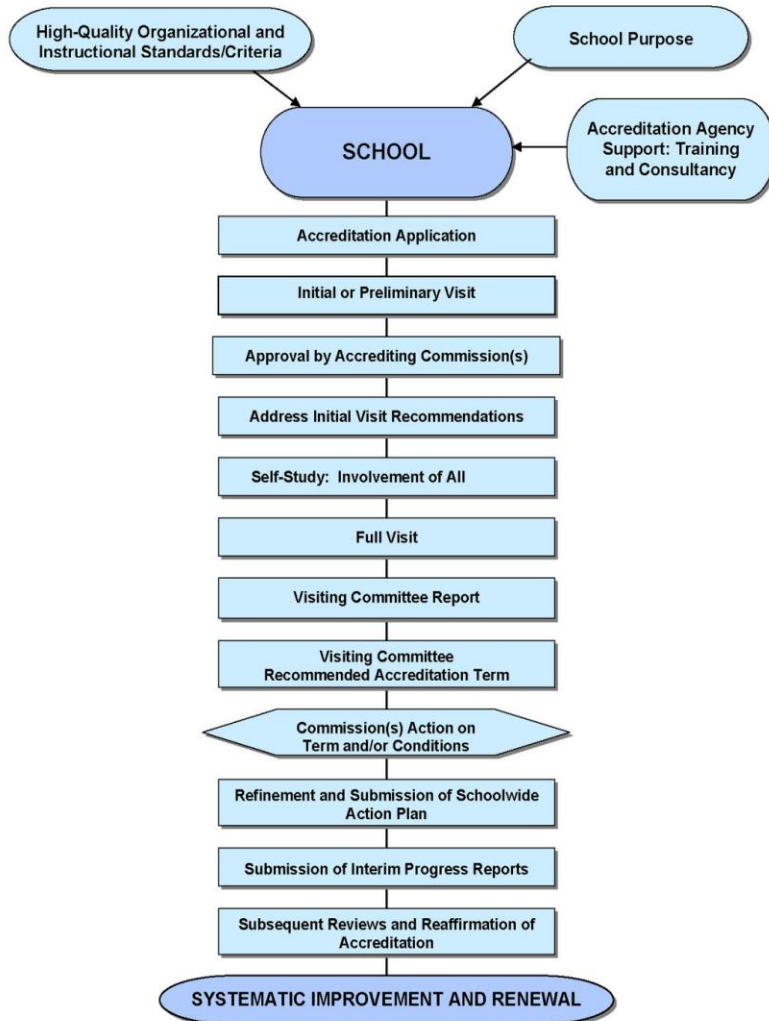 High-Quality Organizational and
Instructional Standards/Criteria
School Purpose
SCHOOL
Accreditation Agency
Support: Training
and Consultancy
Accreditation Application
Initial or Preliminary Visit
Approval by Accrediting Commission(s)
Address Initial Visit Recommendations
Self-Study: Involvement of All
Full Visit
Visiting Committee Report
Visiting Committee
Recommended Accreditation Term
Commission(s) Action on
Term and/or Conditions
Refinement and Submission of Schoolwide
Action Plan
Submission of Interim Progress Reports
Subsequent Reviews and Reaffirmation of
Accreditation
SYSTEMATIC IMPROVEMENT AND RENEWAL